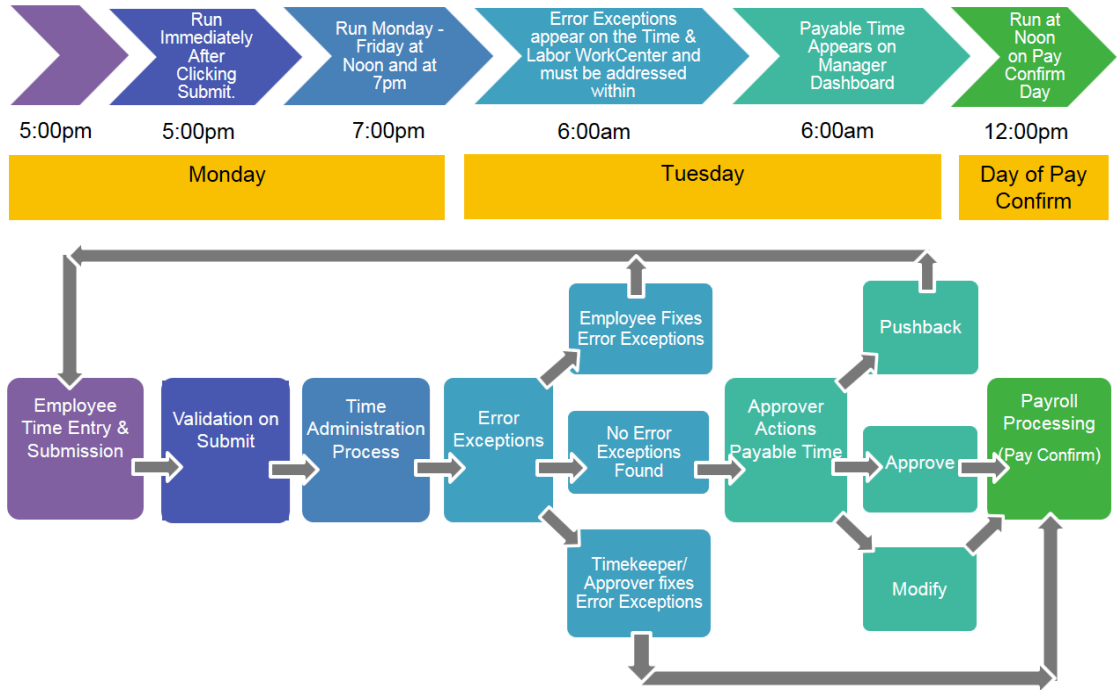 Run
Immediately
After
Clicking
Submit.
Run Monday -
Friday at
Noon and at
7pm
Error Exceptions
appear on the Time &
Labor WorkCenter and
must be addressed
within
Payable Time
Appears on
Manager
Dashboard
Run at
Noon
on Pay
Confirm
Day
5:00pm
5:00pm
7:00pm
6:00am
6:00am
12:00pm
Monday
Tuesday
Day of Pay
Confirm
Employee
Time Entry &
Submission
Validation on
Submit
Time
Administration
Process
Error
Exceptions
Employee Fixes
Error Exceptions
No Error
Exceptions
Found
Timekeeper/
Approver fixes
Error Exceptions
Approver
Actions
Payable Time
Pushback
Approve
Modify
Payroll
Processing
(Pay Confirm)